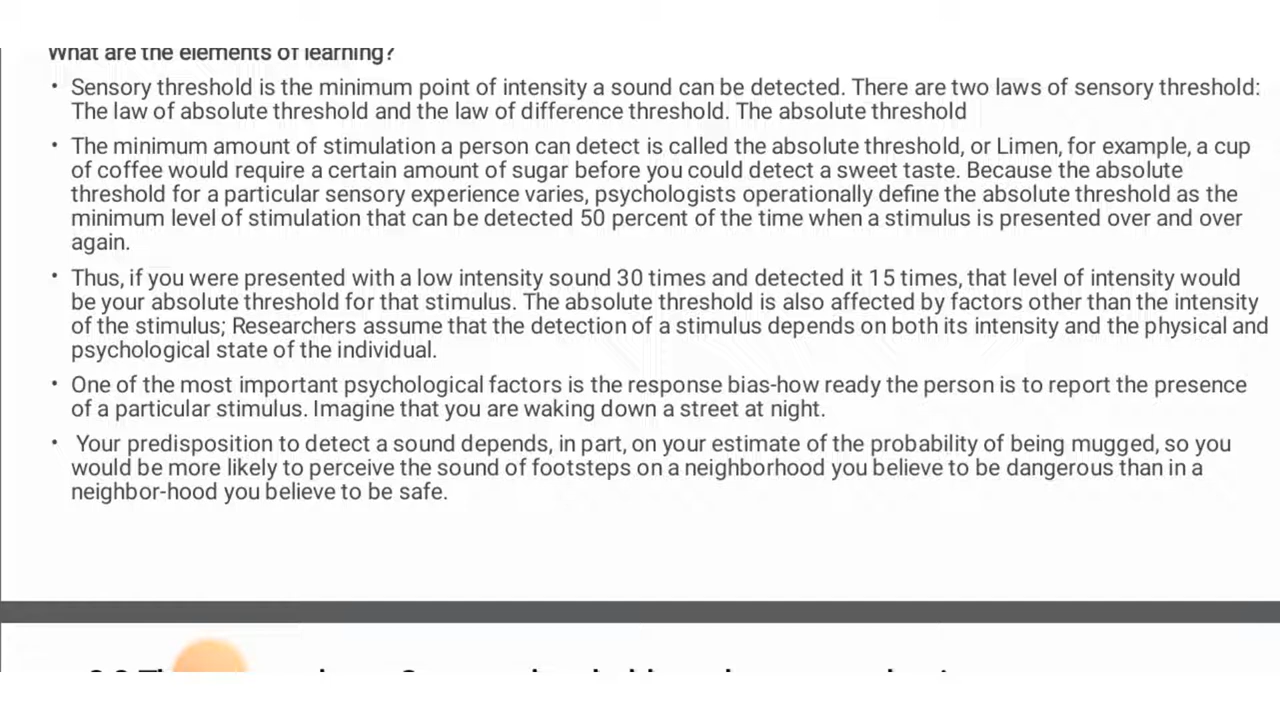 What are the elements of learning?
• Sensory threshold is the minimum point of intensity a sound can be detected. There are two laws of sensory threshold:
The law of absolute threshold and the law of difference threshold. The absolute threshold
• The minimum amount of stimulation a person can detect is called the absolute threshold, or Limen, for example, a cup
of coffee would require a certain amount of sugar before you could detect a sweet taste. Because the absolute
threshold for a particular sensory experience varies, psychologists operationally define the absolute threshold as the
minimum level of stimulation that can be detected 50 percent of the time when a stimulus is presented over and over
again.
• Thus, if you were presented with a low intensity sound 30 times and detected it 15 times, that level of intensity would
be your absolute threshold for that stimulus. The absolute threshold is also affected by factors other than the intensity
of the stimulus; Researchers assume that the detection of a stimulus depends on both its intensity and the physical and
psychological state of the individual.
• One of the most important psychological factors is the response bias-how ready the person is to report the presence
of a particular stimulus. Imagine that you are waking down a street at night.
• Your predisposition to detect a sound depends, in part, on your estimate of the probability of being mugged, so you
would be more likely to perceive the sound of footsteps on a neighborhood you believe to be dangerous than in a
neighbor-hood you believe to be safe.